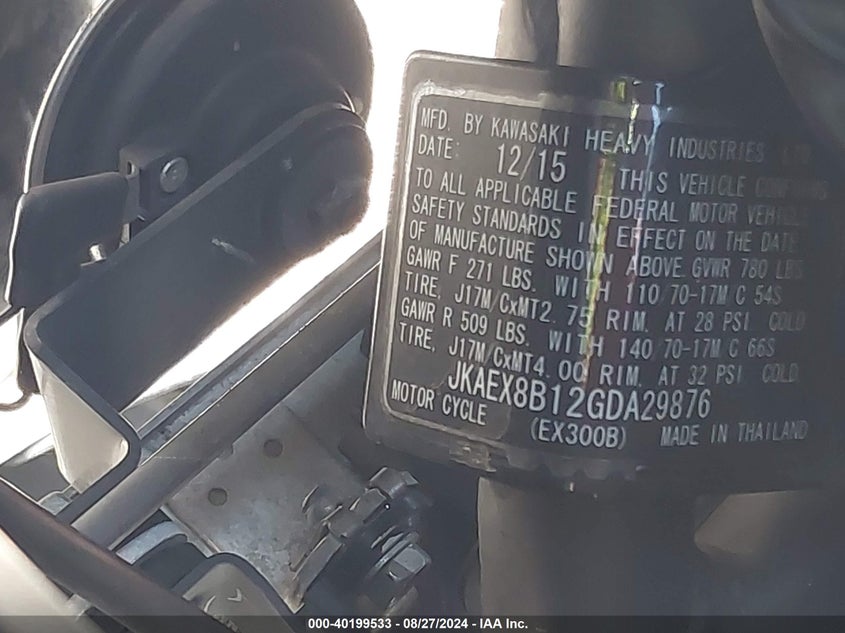 MFD. BY KAWASAKI HEAVY INDUSTRIES LTD
DATE: 12/15 THIS VEHICLE CONFORMS
TO ALL APPLICABLE FEDERAL MOTOR VEHICLE
SAFETY STANDARDS IN EFFECT ON THE DATE
OF MANUFACTURE SHOWN ABOVE. GVWR 780 LBS
GAWR F 271 LBS. WITH 110/70-17M/C 54S
TIRE, J17M/CxMT2.75 RIM, AT 28 PSI COLD
GAWR R 509 LBS. WITH 140/70-17M/C 66S
TIRE, J17M/CxMT4.00 RIM, AT 32 PSI COLD.
JKAEX8B12GDA29876
MOTOR CYCLE (EX300B) MADE IN THAILAND
000-40199533 - 08/27/2024 - IAA Inc.